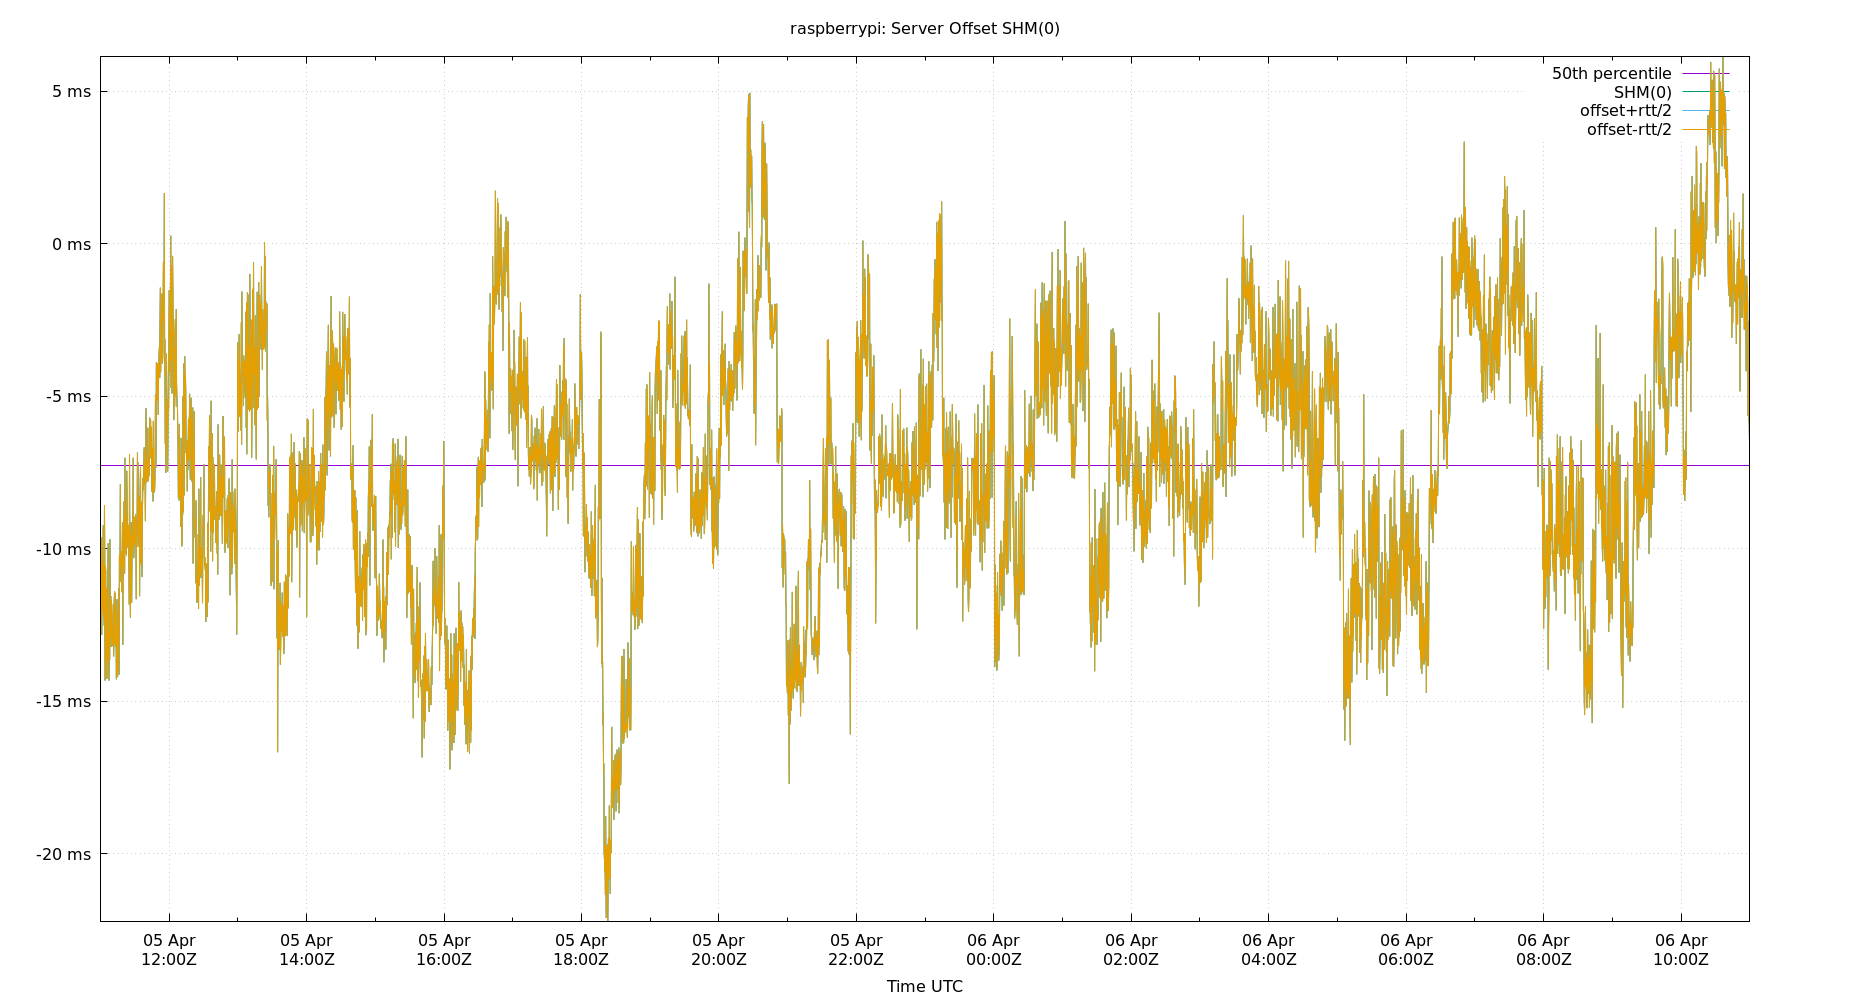 raspberrypi: Server Offset SHM(0)
50th percentile
SHM(0)
offset+rtt/2
offset-rtt/2
5 ms
0 ms
-5 ms
-10 ms
-15 ms
-20 ms
05 Apr 05 Apr 05 Apr 05 Apr 05 Apr 05 Apr 06 Apr 06 Apr 06 Apr 06 Apr 06 Apr 06 Apr
12:00Z 14:00Z 16:00Z 18:00Z 20:00Z 22:00Z 00:00Z 02:00Z 04:00Z 06:00Z 08:00Z 10:00Z
Time UTC